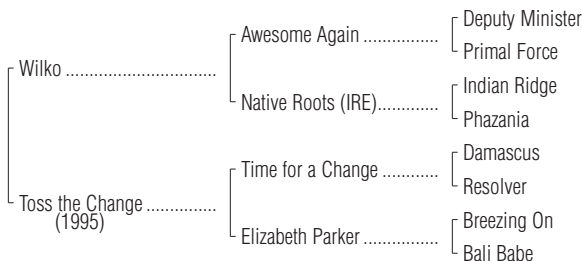 Deputy Minister
Awesome Again ................
Primal Force
Wilko ................................
Indian Ridge
Native Roots (IRE).............
Phazania
Damascus
Time for a Change ............
Resolver
Toss the Change ...............
(1995)
Breezing On
Elizabeth Parker ................
Bali Babe